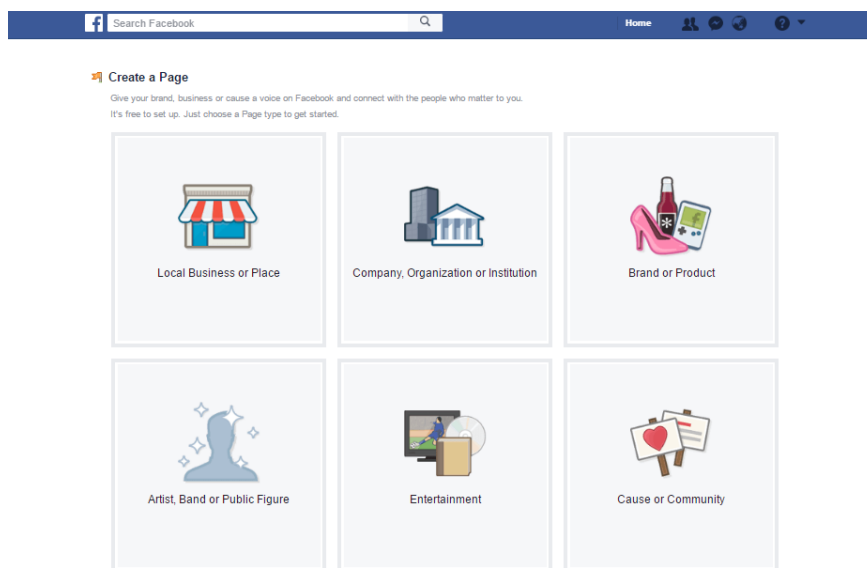 f Search Facebook Home ?
Create a Page
Give your brand, business or cause a voice on Facebook and connect with the people who matter to you.
It's free to set up. Just choose a Page type to get started.
Local Business or Place
Company, Organization or Institution
Brand or Product
Artist, Band or Public Figure
Entertainment
Cause or Community